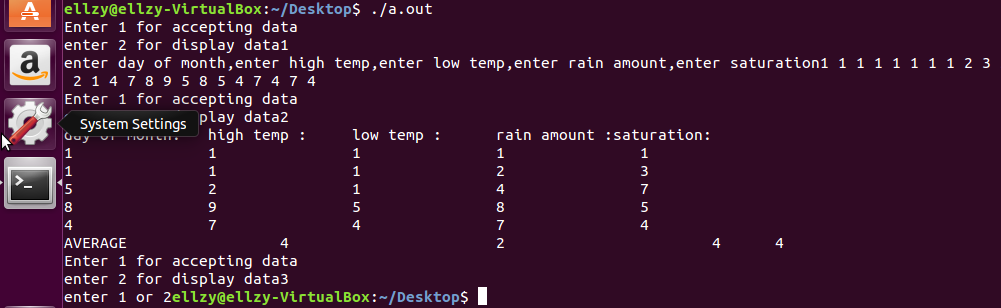 ellzy@ellzy-VirtualBox:~/Desktop$ ./a.out
Enter 1 for accepting data
enter 2 for display data1
enter day of month,enter high temp,enter low temp,enter rain amount,enter saturation1 1 1 1 1 1 1 1 2 3
2 1 4 7 8 9 5 8 5 4 7 4 7 4
Enter 1 for accepting data
display data2
System Settings
day of month: high temp : low temp : rain amount :saturation:
1 1 1 1 1
1 1 1 2 3
5 2 1 4 7
8 9 5 8 5
4 7 4 7 4
AVERAGE 4 2 4 4
Enter 1 for accepting data
enter 2 for display data3
enter 1 or 2ellzy@ellzy-VirtualBox:~/Desktop$